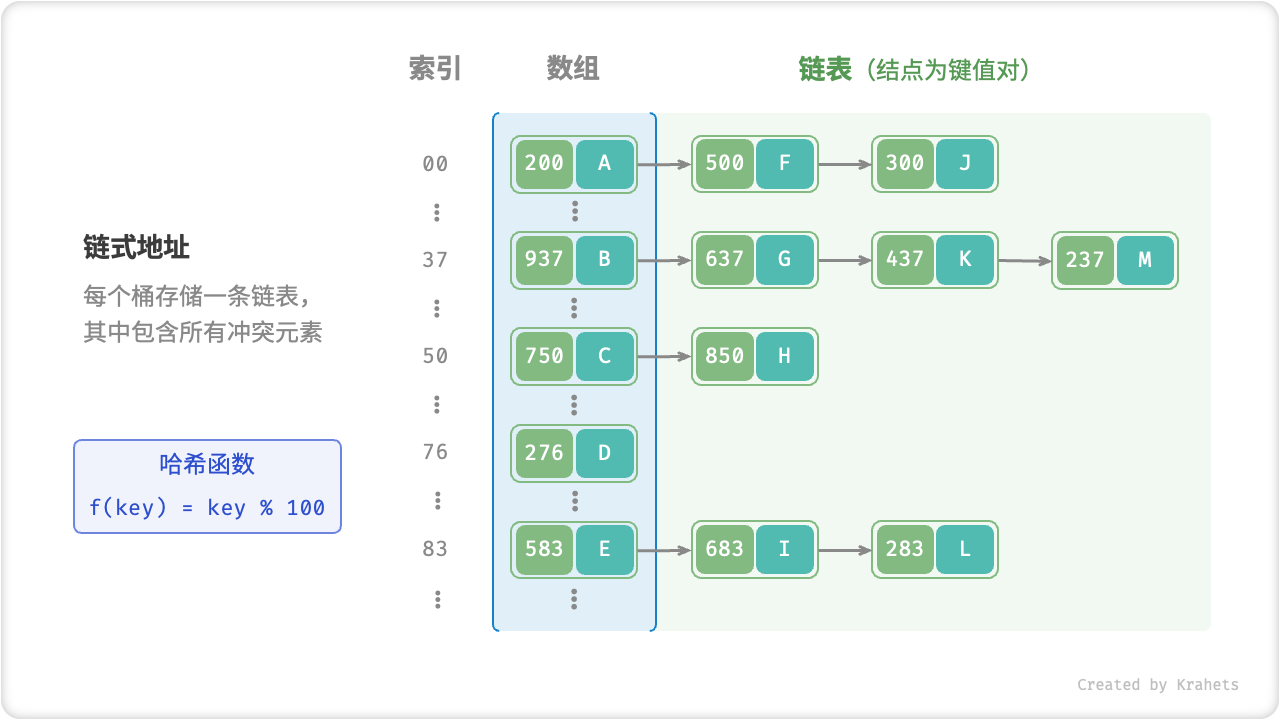 索引 数组 链表（结点为键值对）
00 200 A 500 F 300 J
链式地址
每个桶存储一条链表，
其中包含所有冲突元素
37 937 B 637 G 437 K 237 M
50 750 C 850 H
哈希函数
f(key) = key % 100
76 276 D
83 583 E 683 I 283 L
Created by Krahets